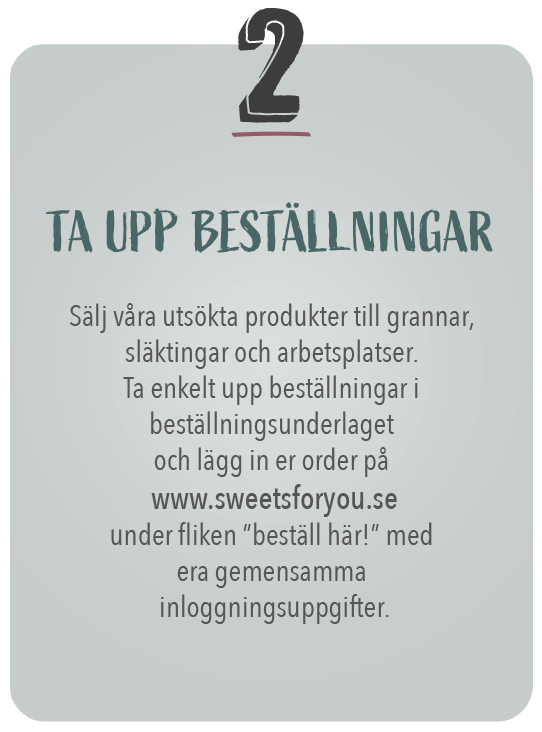 2
TA UPP BESTÄLLNINGAR
Sälj våra utsökta produkter till grannar,
släktingar och arbetsplatser.
Ta enkelt upp beställningar i
beställningsunderlaget
och lägg in er order på
www.sweetsforyou.se
under fliken ”beställ här!” med
era gemensamma
inloggningsuppgifter.